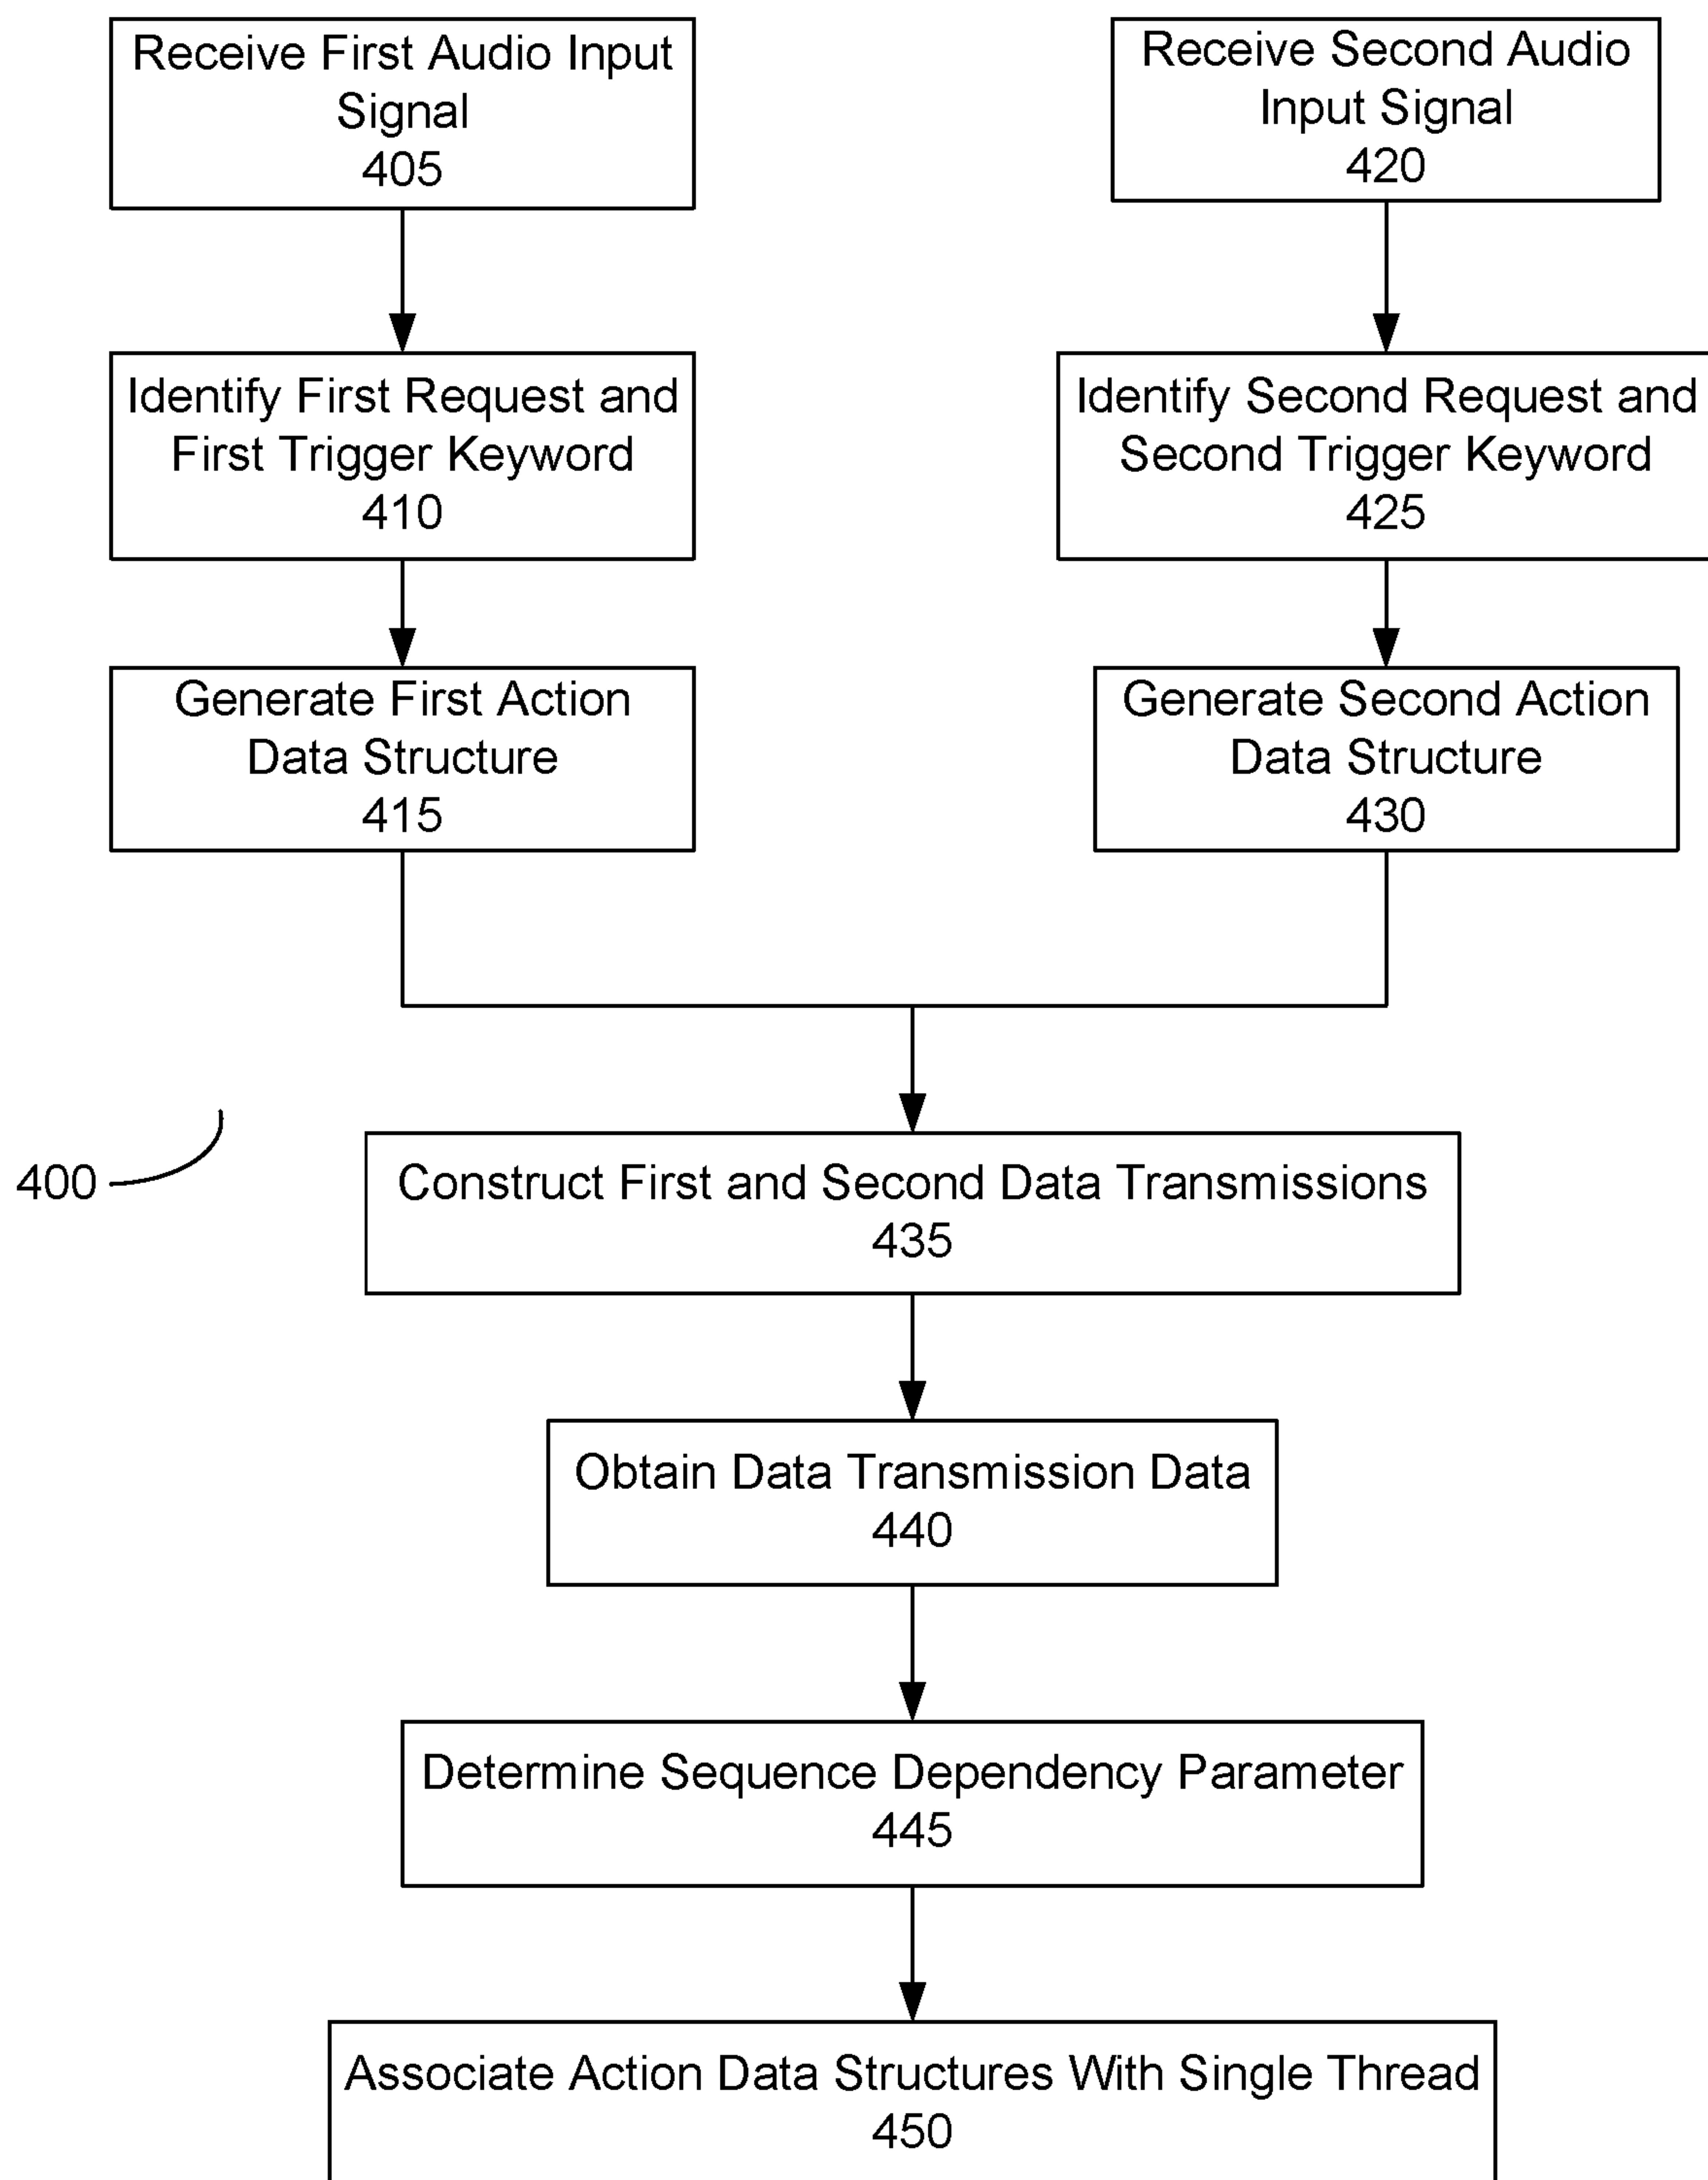 Receive First Audio Input
Signal
405
Identify First Request and
First Trigger Keyword
410
Generate First Action
Data Structure
415
Receive Second Audio
Input Signal
420
Identify Second Request and
Second Trigger Keyword
425
Generate Second Action
Data Structure
430
400
Construct First and Second Data Transmissions
435
Obtain Data Transmission Data
440
Determine Sequence Dependency Parameter
445
Associate Action Data Structures With Single Thread
450